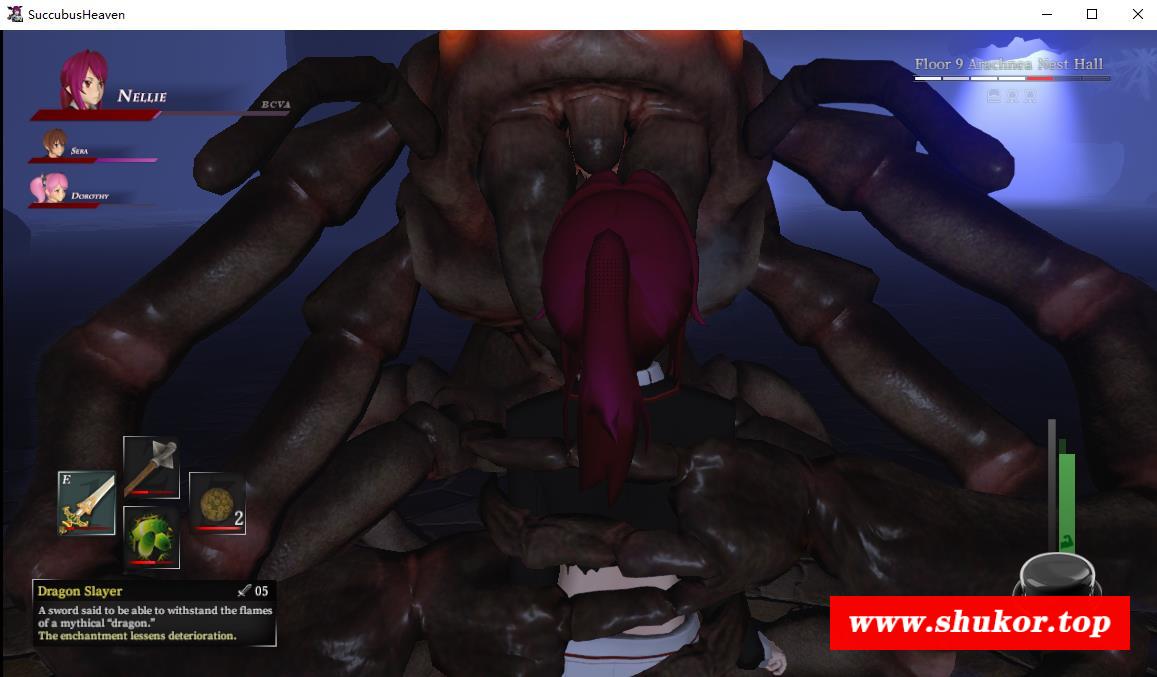 SuccubusHeaven
Floor 9 Arachnea Nest Hall
NELLIE
BCVA
SERA
DOROTHY
E
2
Dragon Slayer 05
A sword said to be able to withstand the flames
of a mythical “dragon.”
The enchantment lessens deterioration.
www.shukor.top